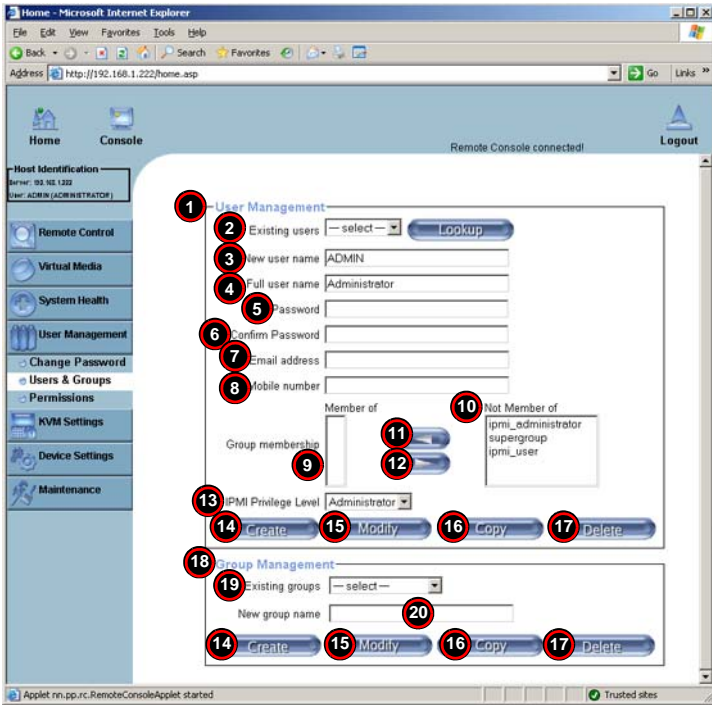 Home - Microsoft Internet Explorer
File Edit View Favorites Tools Help
Back Search Favorites
Address http://192.168.1.222/home.asp Go Links »
Home Console Remote Console connected! Logout
Host Identification
Server: 192.168.1.222
User: ADMIN (ADMINISTRATOR)
Remote Control
Virtual Media
System Health
User Management
Change Password
Users & Groups
Permissions
KVM Settings
Device Settings
Maintenance
1 User Management
2 Existing users — select — Lookup
3 New user name ADMIN
4 Full user name Administrator
5 Password
6 Confirm Password
7 Email address
8 Mobile number
Member of 10 Not Member of
ipmi_administrator
supergroup
ipmi_user
Group membership
9
11
12
13 IPMI Privilege Level Administrator
14 Create 15 Modify 16 Copy 17 Delete
18 Group Management
19 Existing groups — select —
New group name 20
14 Create 15 Modify 16 Copy 17 Delete
Applet nn.pp.rc.RemoteConsoleApplet started Trusted sites